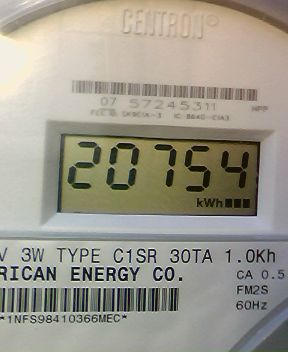 CENTRON®
07 57245311
20754
kWh
V 3W TYPE C1SR 30TA 1.0Kh
RICAN ENERGY CO.
CA 0.5
FM2S
60Hz
*1NFS98410366MEC*